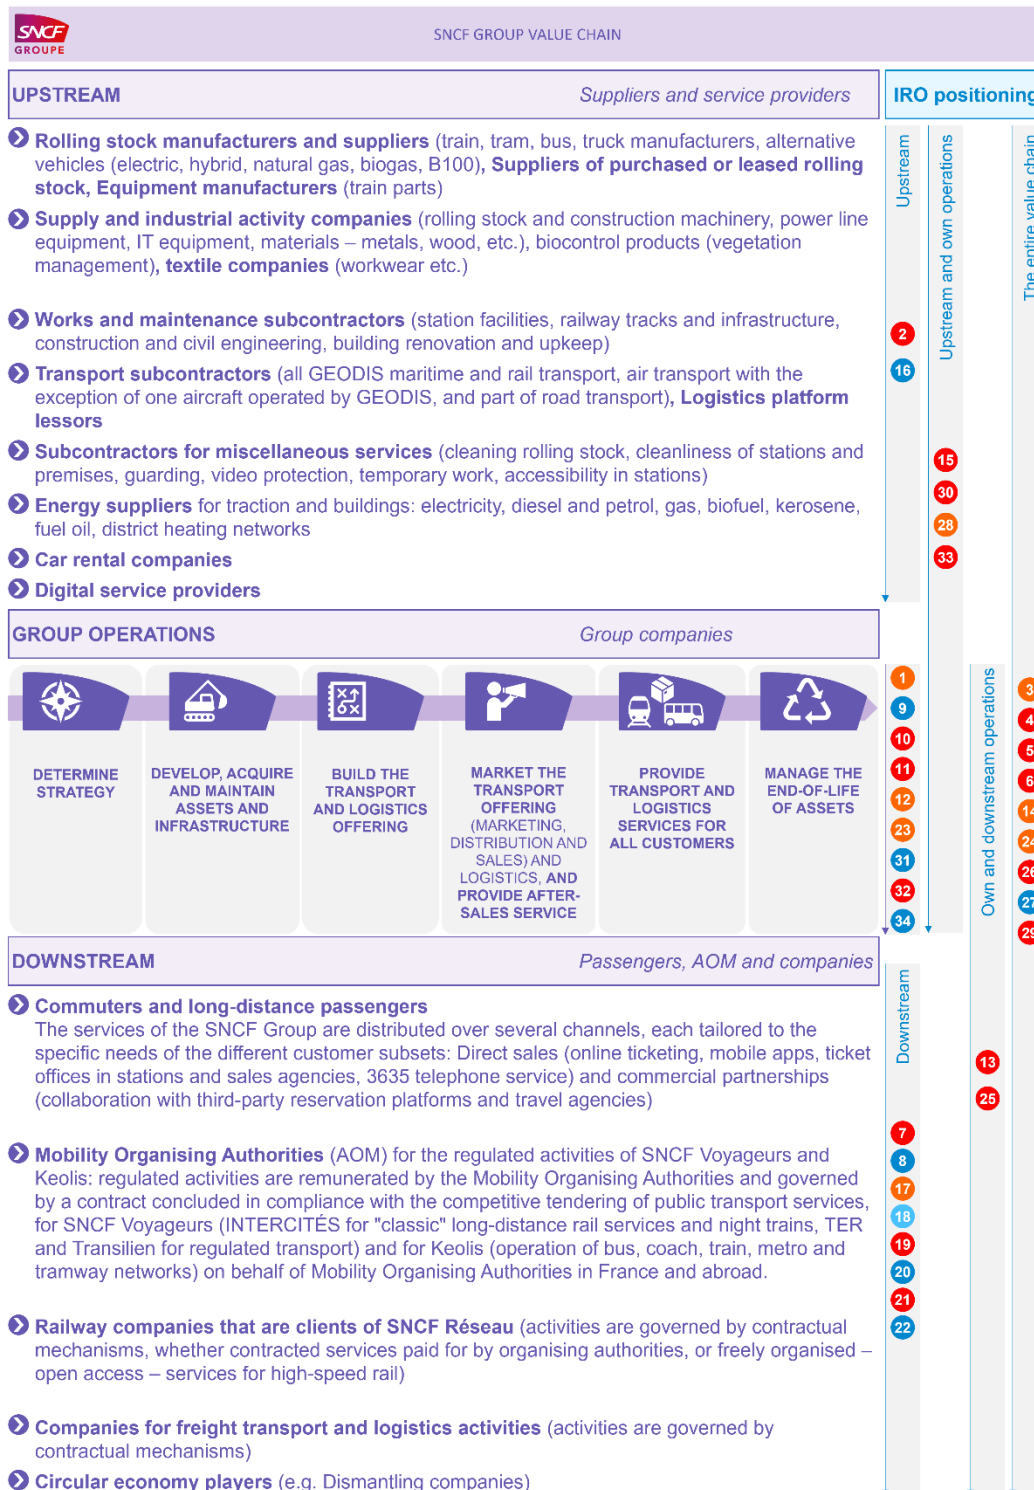 SNCF
GROUPE
SNCF GROUP VALUE CHAIN
UPSTREAM
Suppliers and service providers
IRO positioning
Rolling stock manufacturers and suppliers (train, tram, bus, truck manufacturers, alternative
vehicles (electric, hybrid, natural gas, biogas, B100), Suppliers of purchased or leased rolling
stock, Equipment manufacturers (train parts)
Supply and industrial activity companies (rolling stock and construction machinery, power line
equipment, IT equipment, materials – metals, wood, etc.), biocontrol products (vegetation
management), textile companies (workwear etc.)
Works and maintenance subcontractors (station facilities, railway tracks and infrastructure,
construction and civil engineering, building renovation and upkeep)
Transport subcontractors (all GEODIS maritime and rail transport, air transport with the
exception of one aircraft operated by GEODIS, and part of road transport), Logistics platform
lessors
Subcontractors for miscellaneous services (cleaning rolling stock, cleanliness of stations and
premises, guarding, video protection, temporary work, accessibility in stations)
Energy suppliers for traction and buildings: electricity, diesel and petrol, gas, biofuel, kerosene,
fuel oil, district heating networks
Car rental companies
Digital service providers
Upstream
2
16
Upstream and own operations
15
30
28
33
The entire value chain
GROUP OPERATIONS
Group companies
DETERMINE
STRATEGY
DEVELOP, ACQUIRE
AND MAINTAIN
ASSETS AND
INFRASTRUCTURE
BUILD THE
TRANSPORT
AND LOGISTICS
OFFERING
MARKET THE
TRANSPORT
OFFERING
(MARKETING,
DISTRIBUTION AND
SALES) AND
LOGISTICS, AND
PROVIDE AFTER-
SALES SERVICE
PROVIDE
TRANSPORT AND
LOGISTICS
SERVICES FOR
ALL CUSTOMERS
MANAGE THE
END-OF-LIFE
OF ASSETS
1
9
10
11
12
23
31
32
34
Own and downstream operations
3
4
5
6
14
24
26
27
29
DOWNSTREAM
Passengers, AOM and companies
Commuters and long-distance passengers
The services of the SNCF Group are distributed over several channels, each tailored to the
specific needs of the different customer subsets: Direct sales (online ticketing, mobile apps, ticket
offices in stations and sales agencies, 3635 telephone service) and commercial partnerships
(collaboration with third-party reservation platforms and travel agencies)
Mobility Organising Authorities (AOM) for the regulated activities of SNCF Voyageurs and
Keolis: regulated activities are remunerated by the Mobility Organising Authorities and governed
by a contract concluded in compliance with the competitive tendering of public transport services,
for SNCF Voyageurs (INTERCITÉS for "classic" long-distance rail services and night trains, TER
and Transilien for regulated transport) and for Keolis (operation of bus, coach, train, metro and
tramway networks) on behalf of Mobility Organising Authorities in France and abroad.
Railway companies that are clients of SNCF Réseau (activities are governed by contractual
mechanisms, whether contracted services paid for by organising authorities, or freely organised –
open access – services for high-speed rail)
Companies for freight transport and logistics activities (activities are governed by
contractual mechanisms)
Circular economy players (e.g. Dismantling companies)
Downstream
7
8
17
18
19
20
21
22
13
25